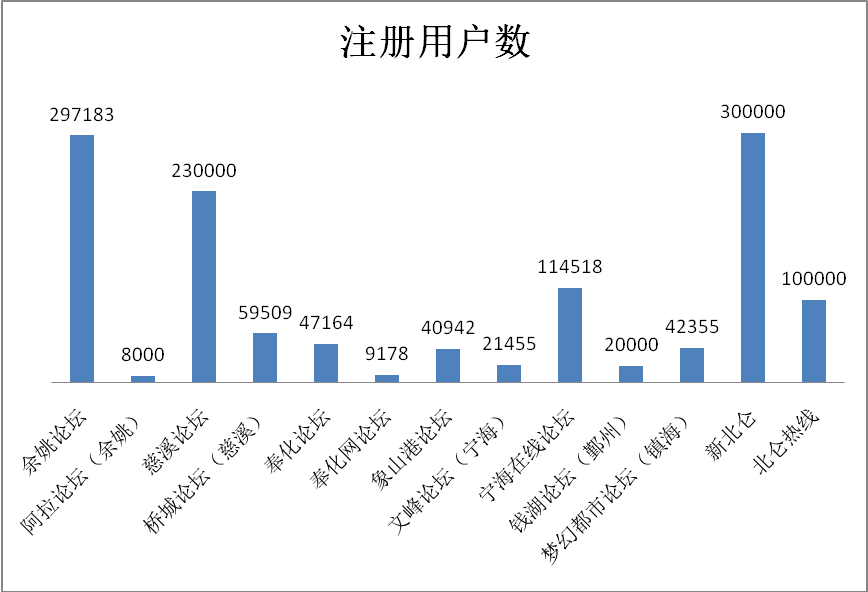 注册用户数
297183
8000
230000
59509
47164
9178
40942
21455
114518
20000
42355
300000
100000
余姚论坛
阿拉论坛（余姚）
慈溪论坛
桥城论坛（慈溪）
奉化论坛
奉化网论坛
象山港论坛
文峰论坛（宁海）
宁海在线论坛
钱湖论坛（鄞州）
梦幻都市论坛（镇海）
新北仑
北仑热线